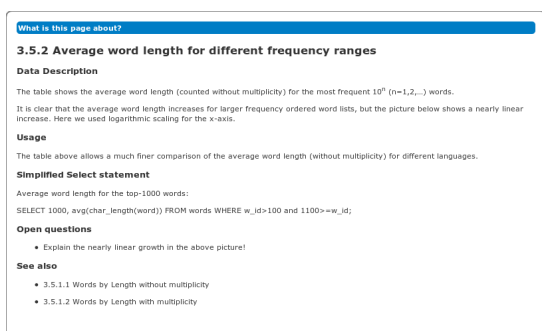 What is this page about?
3.5.2 Average word length for different frequency ranges
Data Description
The table shows the average word length (counted without multiplicity) for the most frequent 10^n (n=1,2,...) words.
It is clear that the average word length increases for larger frequency ordered word lists, but the picture below shows a nearly linear
increase. Here we used logarithmic scaling for the x-axis.
Usage
The table above allows a much finer comparison of the average word length (without multiplicity) for different languages.
Simplified Select statement
Average word length for the top-1000 words:
SELECT 1000, avg(char_length(word)) FROM words WHERE w_id>100 and 1100>=w_id;
Open questions
• Explain the nearly linear growth in the above picture!
See also
• 3.5.1.1 Words by Length without multiplicity
• 3.5.1.2 Words by Length with multiplicity